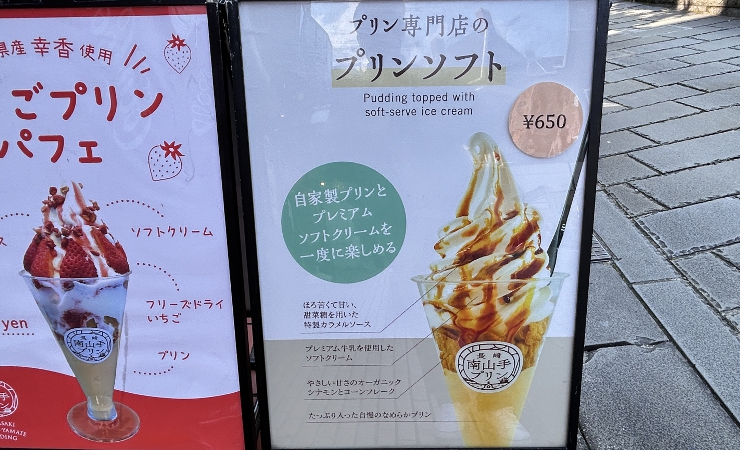 県産 幸香 使用
ごプリン
パフェ
ソフトクリーム
フリーズドライ
いちご
プリン
yen
長崎
南山手
プリン
プリン専門店の
プリンソフト
Pudding topped with
soft-serve ice cream
¥650
自家製プリンと
プレミアム
ソフトクリームを
一度に楽しめる
ほろ苦くて甘い、
甜菜糖を用いた
特製カラメルソース
プレミアム牛乳を使用した
ソフトクリーム
やさしい甘さのオーガニック
シナモンとコーンフレーク
たっぷり入った自慢のなめらかプリン
長崎
南山手
プリン